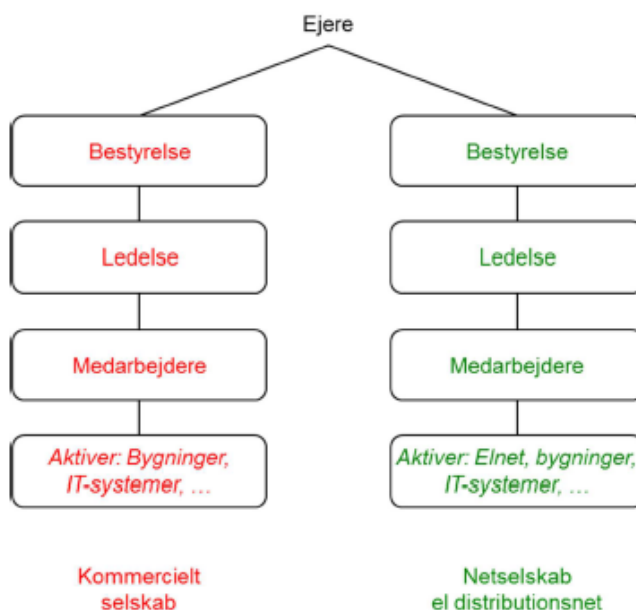 Ejere
Bestyrelse
Ledelse
Medarbejdere
Aktiver: Bygninger,
IT-systemer, ...
Kommercielt
selskab
Bestyrelse
Ledelse
Medarbejdere
Aktiver: Elnet, bygninger,
IT-systemer, ...
Netselskab
el distributionsnet